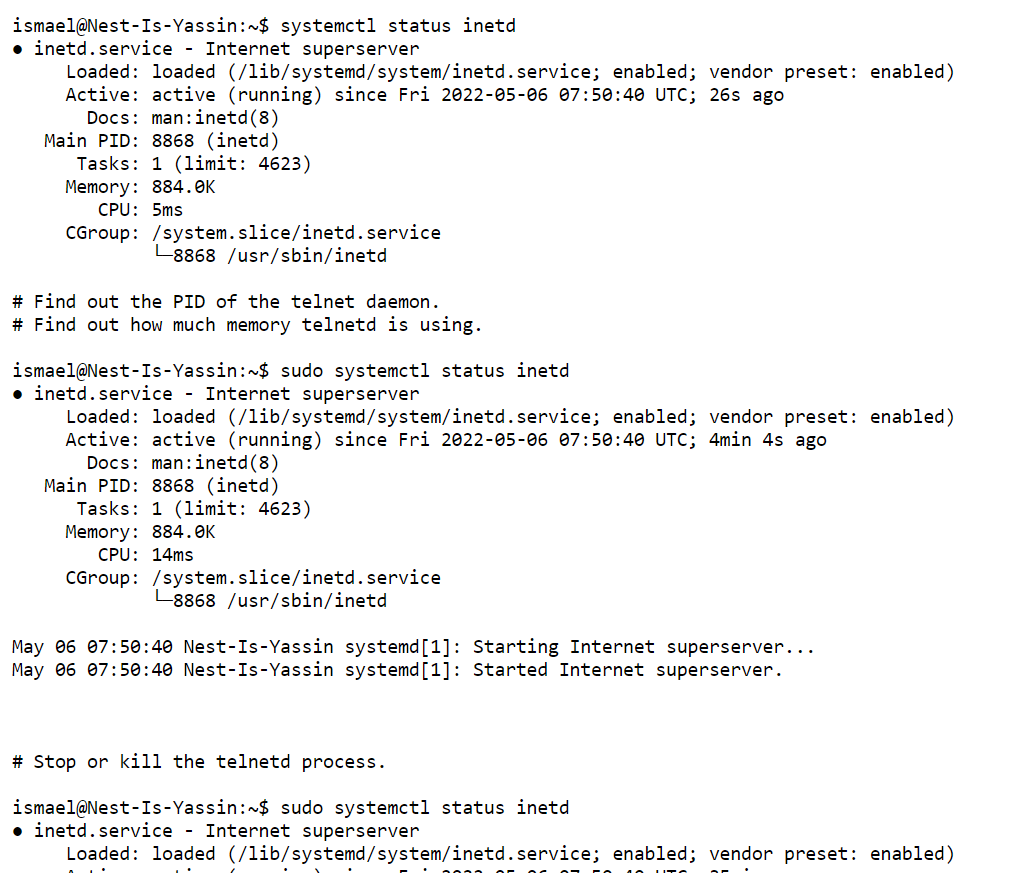 ismael@Nest-Is-Yassin:~$ systemctl status inetd
● inetd.service - Internet superserver
     Loaded: loaded (/lib/systemd/system/inetd.service; enabled; vendor preset: enabled)
     Active: active (running) since Fri 2022-05-06 07:50:40 UTC; 26s ago
       Docs: man:inetd(8)
   Main PID: 8868 (inetd)
      Tasks: 1 (limit: 4623)
     Memory: 884.0K
        CPU: 5ms
     CGroup: /system.slice/inetd.service
             └─8868 /usr/sbin/inetd

# Find out the PID of the telnet daemon.
# Find out how much memory telnetd is using.

ismael@Nest-Is-Yassin:~$ sudo systemctl status inetd
● inetd.service - Internet superserver
     Loaded: loaded (/lib/systemd/system/inetd.service; enabled; vendor preset: enabled)
     Active: active (running) since Fri 2022-05-06 07:50:40 UTC; 4min 4s ago
       Docs: man:inetd(8)
   Main PID: 8868 (inetd)
      Tasks: 1 (limit: 4623)
     Memory: 884.0K
        CPU: 14ms
     CGroup: /system.slice/inetd.service
             └─8868 /usr/sbin/inetd

May 06 07:50:40 Nest-Is-Yassin systemd[1]: Starting Internet superserver...
May 06 07:50:40 Nest-Is-Yassin systemd[1]: Started Internet superserver.

# Stop or kill the telnetd process.

ismael@Nest-Is-Yassin:~$ sudo systemctl status inetd
● inetd.service - Internet superserver
     Loaded: loaded (/lib/systemd/system/inetd.service; enabled; vendor preset: enabled)